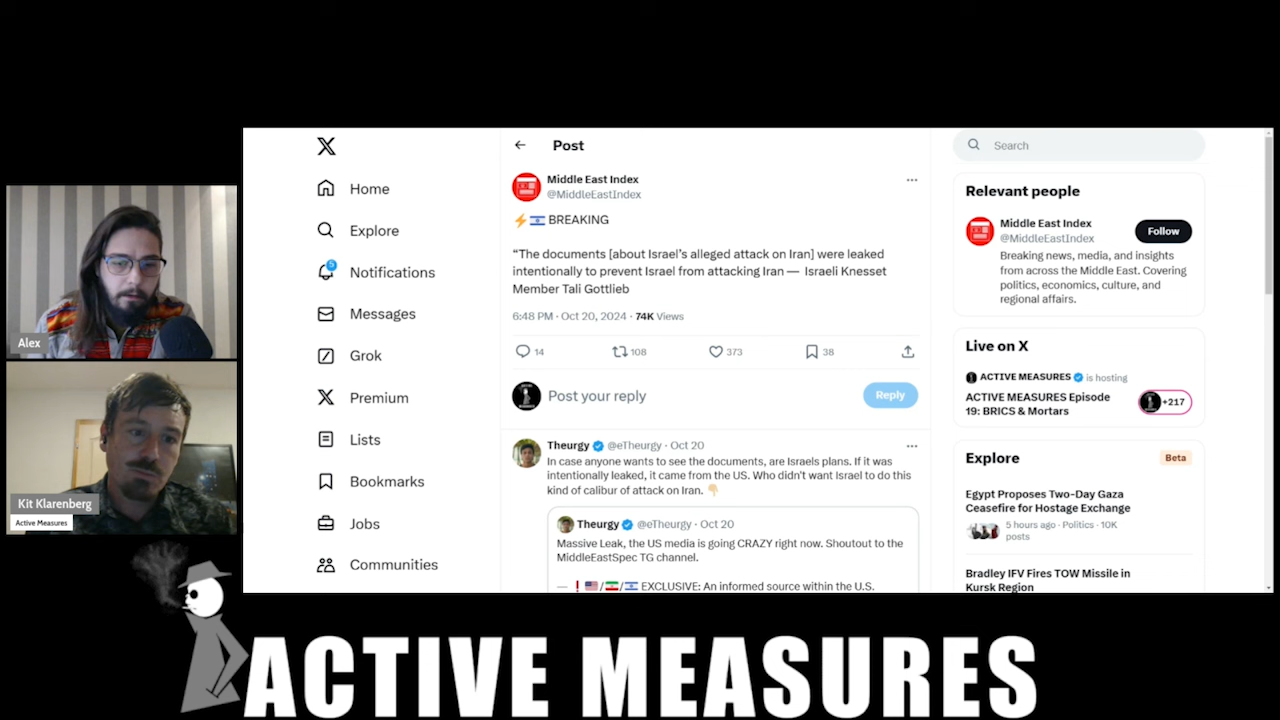 Alex
Kit Klarenberg
Active Measures
Home
Explore
5
Notifications
Messages
Grok
Premium
Lists
Bookmarks
Jobs
Communities
Post
Middle East Index
@MiddleEastIndex
BREAKING
“The documents [about Israel’s alleged attack on Iran] were leaked
intentionally to prevent Israel from attacking Iran — Israeli Knesset
Member Tali Gottlieb
6:48 PM · Oct 20, 2024 · 74K Views
14 108 373 38
Post your reply
Reply
Theurgy @eTheurgy · Oct 20
In case anyone wants to see the documents, are Israels plans. If it was
intentionally leaked, it came from the US. Who didn't want Israel to do this
kind of calibur of attack on Iran.
Theurgy @eTheurgy · Oct 20
Massive Leak, the US media is going CRAZY right now. Shoutout to the
MiddleEastSpec TG channel.
— ❗🇺🇸/🇮🇷/🇮🇱 EXCLUSIVE: An informed source within the U.S.
Search
Relevant people
Middle East Index
@MiddleEastIndex
Follow
Breaking news, media, and insights
from across the Middle East. Covering
politics, economics, culture, and
regional affairs.
Live on X
ACTIVE MEASURES is hosting
ACTIVE MEASURES Episode
19: BRICS & Mortars
+217
Explore
Beta
Egypt Proposes Two-Day Gaza
Ceasefire for Hostage Exchange
5 hours ago · Politics · 10K
posts
Bradley IFV Fires TOW Missile in
Kursk Region
ACTIVE MEASURES